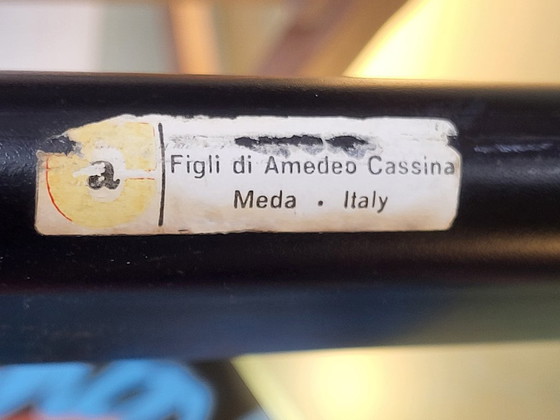 a
Figli di Amedeo Cassina
Meda · Italy